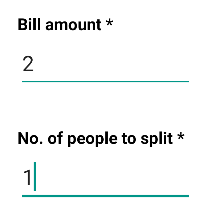 Bill amount *
2
No. of people to split *
1